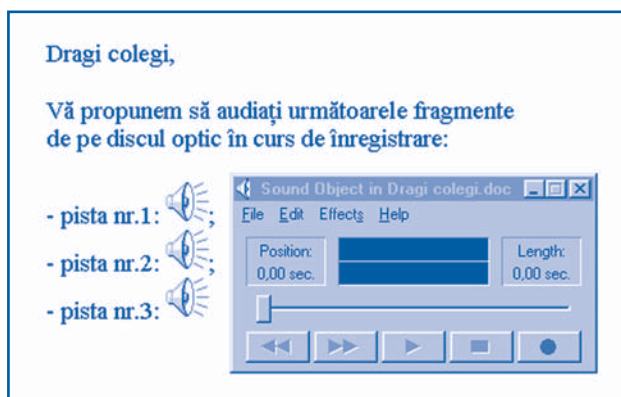 Dragi colegi,
Vă propunem să audiați următoarele fragmente
de pe discul optic în curs de înregistrare:
- pista nr.1: ;
- pista nr.2: ;
- pista nr.3:
Sound Object in Dragi colegi.doc
File Edit Effects Help
Position:
0,00 sec.
Length:
0,00 sec.